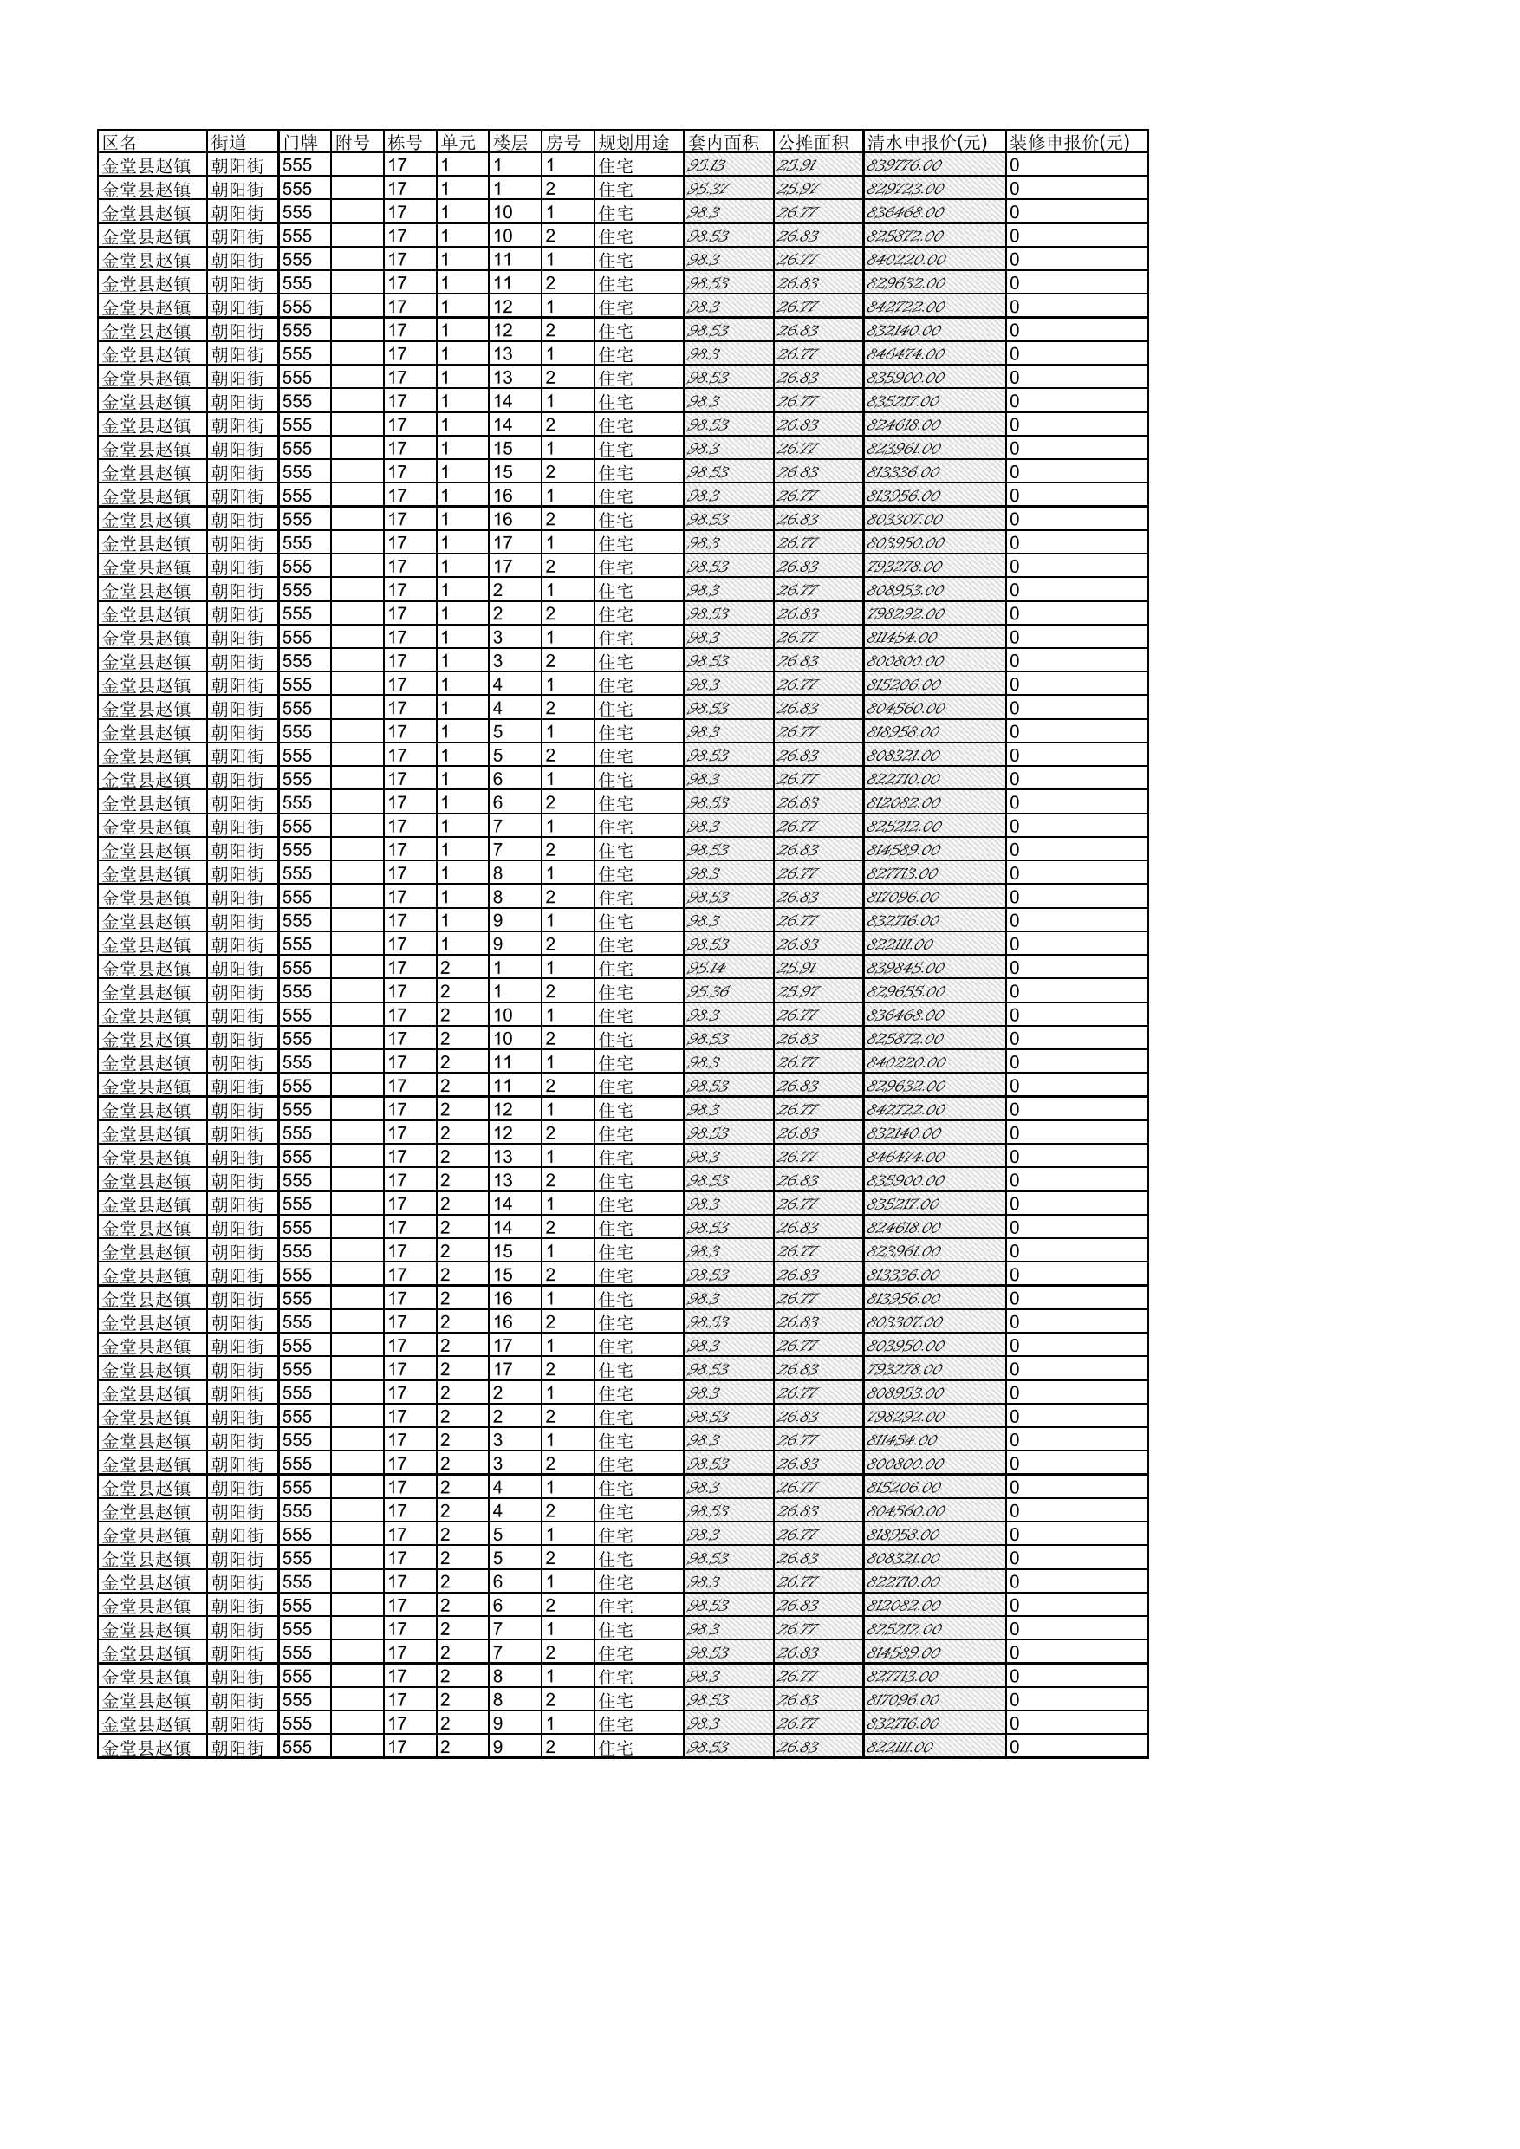 区名 街道 门牌 附号 栋号 单元 楼层 房号 规划用途 套内面积 公摊面积 清水申报价(元) 装修申报价(元)
金堂县赵镇 朝阳街 555 17 1 1 1 住宅 95.13 25.91 839776.00 0
金堂县赵镇 朝阳街 555 17 1 1 2 住宅 95.37 25.97 829723.00 0
金堂县赵镇 朝阳街 555 17 1 10 1 住宅 98.3 26.77 836468.00 0
金堂县赵镇 朝阳街 555 17 1 10 2 住宅 98.53 26.83 825872.00 0
金堂县赵镇 朝阳街 555 17 1 11 1 住宅 98.3 26.77 840220.00 0
金堂县赵镇 朝阳街 555 17 1 11 2 住宅 98.53 26.83 829632.00 0
金堂县赵镇 朝阳街 555 17 1 12 1 住宅 98.3 26.77 842722.00 0
金堂县赵镇 朝阳街 555 17 1 12 2 住宅 98.53 26.83 832140.00 0
金堂县赵镇 朝阳街 555 17 1 13 1 住宅 98.3 26.77 846474.00 0
金堂县赵镇 朝阳街 555 17 1 13 2 住宅 98.53 26.83 835900.00 0
金堂县赵镇 朝阳街 555 17 1 14 1 住宅 98.3 26.77 835217.00 0
金堂县赵镇 朝阳街 555 17 1 14 2 住宅 98.53 26.83 824618.00 0
金堂县赵镇 朝阳街 555 17 1 15 1 住宅 98.3 26.77 823961.00 0
金堂县赵镇 朝阳街 555 17 1 15 2 住宅 98.53 26.83 813336.00 0
金堂县赵镇 朝阳街 555 17 1 16 1 住宅 98.3 26.77 813956.00 0
金堂县赵镇 朝阳街 555 17 1 16 2 住宅 98.53 26.83 803307.00 0
金堂县赵镇 朝阳街 555 17 1 17 1 住宅 98.3 26.77 803950.00 0
金堂县赵镇 朝阳街 555 17 1 17 2 住宅 98.53 26.83 793278.00 0
金堂县赵镇 朝阳街 555 17 1 2 1 住宅 98.3 26.77 808953.00 0
金堂县赵镇 朝阳街 555 17 1 2 2 住宅 98.53 26.83 798292.00 0
金堂县赵镇 朝阳街 555 17 1 3 1 住宅 98.3 26.77 811454.00 0
金堂县赵镇 朝阳街 555 17 1 3 2 住宅 98.53 26.83 800800.00 0
金堂县赵镇 朝阳街 555 17 1 4 1 住宅 98.3 26.77 815206.00 0
金堂县赵镇 朝阳街 555 17 1 4 2 住宅 98.53 26.83 804560.00 0
金堂县赵镇 朝阳街 555 17 1 5 1 住宅 98.3 26.77 818958.00 0
金堂县赵镇 朝阳街 555 17 1 5 2 住宅 98.53 26.83 808321.00 0
金堂县赵镇 朝阳街 555 17 1 6 1 住宅 98.3 26.77 822710.00 0
金堂县赵镇 朝阳街 555 17 1 6 2 住宅 98.53 26.83 812082.00 0
金堂县赵镇 朝阳街 555 17 1 7 1 住宅 98.3 26.77 825212.00 0
金堂县赵镇 朝阳街 555 17 1 7 2 住宅 98.53 26.83 814589.00 0
金堂县赵镇 朝阳街 555 17 1 8 1 住宅 98.3 26.77 827713.00 0
金堂县赵镇 朝阳街 555 17 1 8 2 住宅 98.53 26.83 817096.00 0
金堂县赵镇 朝阳街 555 17 1 9 1 住宅 98.3 26.77 832716.00 0
金堂县赵镇 朝阳街 555 17 1 9 2 住宅 98.53 26.83 822111.00 0
金堂县赵镇 朝阳街 555 17 2 1 1 住宅 95.14 25.91 839845.00 0
金堂县赵镇 朝阳街 555 17 2 1 2 住宅 95.36 25.97 829655.00 0
金堂县赵镇 朝阳街 555 17 2 10 1 住宅 98.3 26.77 836468.00 0
金堂县赵镇 朝阳街 555 17 2 10 2 住宅 98.53 26.83 825872.00 0
金堂县赵镇 朝阳街 555 17 2 11 1 住宅 98.3 26.77 840220.00 0
金堂县赵镇 朝阳街 555 17 2 11 2 住宅 98.53 26.83 829632.00 0
金堂县赵镇 朝阳街 555 17 2 12 1 住宅 98.3 26.77 842722.00 0
金堂县赵镇 朝阳街 555 17 2 12 2 住宅 98.53 26.83 832140.00 0
金堂县赵镇 朝阳街 555 17 2 13 1 住宅 98.3 26.77 846474.00 0
金堂县赵镇 朝阳街 555 17 2 13 2 住宅 98.53 26.83 835900.00 0
金堂县赵镇 朝阳街 555 17 2 14 1 住宅 98.3 26.77 835217.00 0
金堂县赵镇 朝阳街 555 17 2 14 2 住宅 98.53 26.83 824618.00 0
金堂县赵镇 朝阳街 555 17 2 15 1 住宅 98.3 26.77 823961.00 0
金堂县赵镇 朝阳街 555 17 2 15 2 住宅 98.53 26.83 813336.00 0
金堂县赵镇 朝阳街 555 17 2 16 1 住宅 98.3 26.77 813956.00 0
金堂县赵镇 朝阳街 555 17 2 16 2 住宅 98.53 26.83 803307.00 0
金堂县赵镇 朝阳街 555 17 2 17 1 住宅 98.3 26.77 803950.00 0
金堂县赵镇 朝阳街 555 17 2 17 2 住宅 98.53 26.83 793278.00 0
金堂县赵镇 朝阳街 555 17 2 2 1 住宅 98.3 26.77 808953.00 0
金堂县赵镇 朝阳街 555 17 2 2 2 住宅 98.53 26.83 798292.00 0
金堂县赵镇 朝阳街 555 17 2 3 1 住宅 98.3 26.77 811454.00 0
金堂县赵镇 朝阳街 555 17 2 3 2 住宅 98.53 26.83 800800.00 0
金堂县赵镇 朝阳街 555 17 2 4 1 住宅 98.3 26.77 815206.00 0
金堂县赵镇 朝阳街 555 17 2 4 2 住宅 98.53 26.83 804560.00 0
金堂县赵镇 朝阳街 555 17 2 5 1 住宅 98.3 26.77 818958.00 0
金堂县赵镇 朝阳街 555 17 2 5 2 住宅 98.53 26.83 808321.00 0
金堂县赵镇 朝阳街 555 17 2 6 1 住宅 98.3 26.77 822710.00 0
金堂县赵镇 朝阳街 555 17 2 6 2 住宅 98.53 26.83 812082.00 0
金堂县赵镇 朝阳街 555 17 2 7 1 住宅 98.3 26.77 825212.00 0
金堂县赵镇 朝阳街 555 17 2 7 2 住宅 98.53 26.83 814589.00 0
金堂县赵镇 朝阳街 555 17 2 8 1 住宅 98.3 26.77 827713.00 0
金堂县赵镇 朝阳街 555 17 2 8 2 住宅 98.53 26.83 817096.00 0
金堂县赵镇 朝阳街 555 17 2 9 1 住宅 98.3 26.77 832716.00 0
金堂县赵镇 朝阳街 555 17 2 9 2 住宅 98.53 26.83 822111.00 0